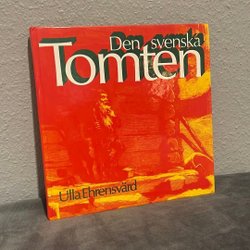 Den svenska
Tomten
Ulla Ehrensvärd